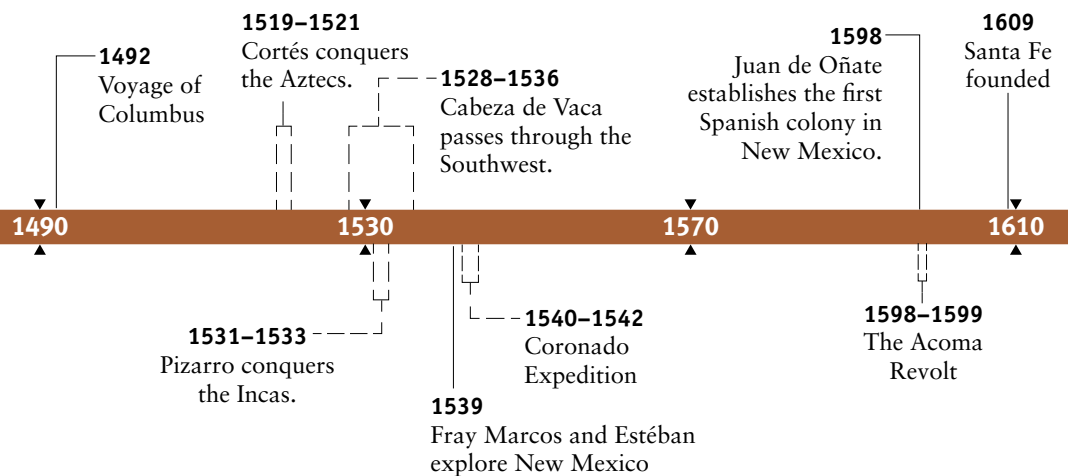 1492
Voyage of
Columbus
1519–1521
Cortés conquers
the Aztecs.
1528–1536
Cabeza de Vaca
passes through the
Southwest.
1598
Juan de Oñate
establishes the first
Spanish colony in
New Mexico.
1609
Santa Fe
founded
1490 1530 1570 1610
1531–1533
Pizarro conquers
the Incas.
1539
Fray Marcos and Estéban
explore New Mexico
1540–1542
Coronado
Expedition
1598–1599
The Acoma
Revolt